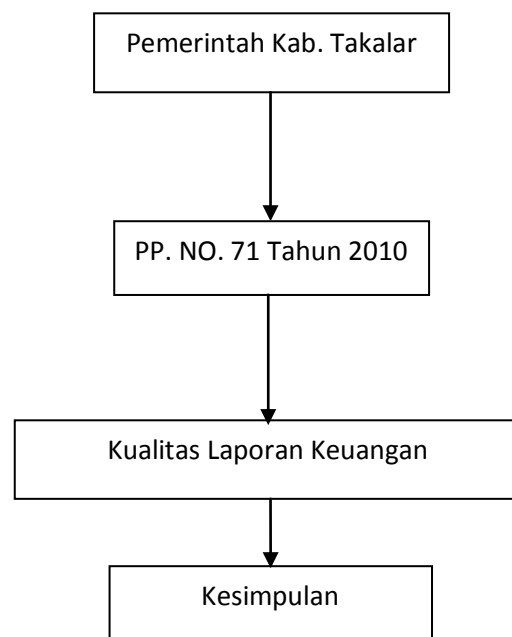 Pemerintah Kab. Takalar
PP. NO. 71 Tahun 2010
Kualitas Laporan Keuangan
Kesimpulan